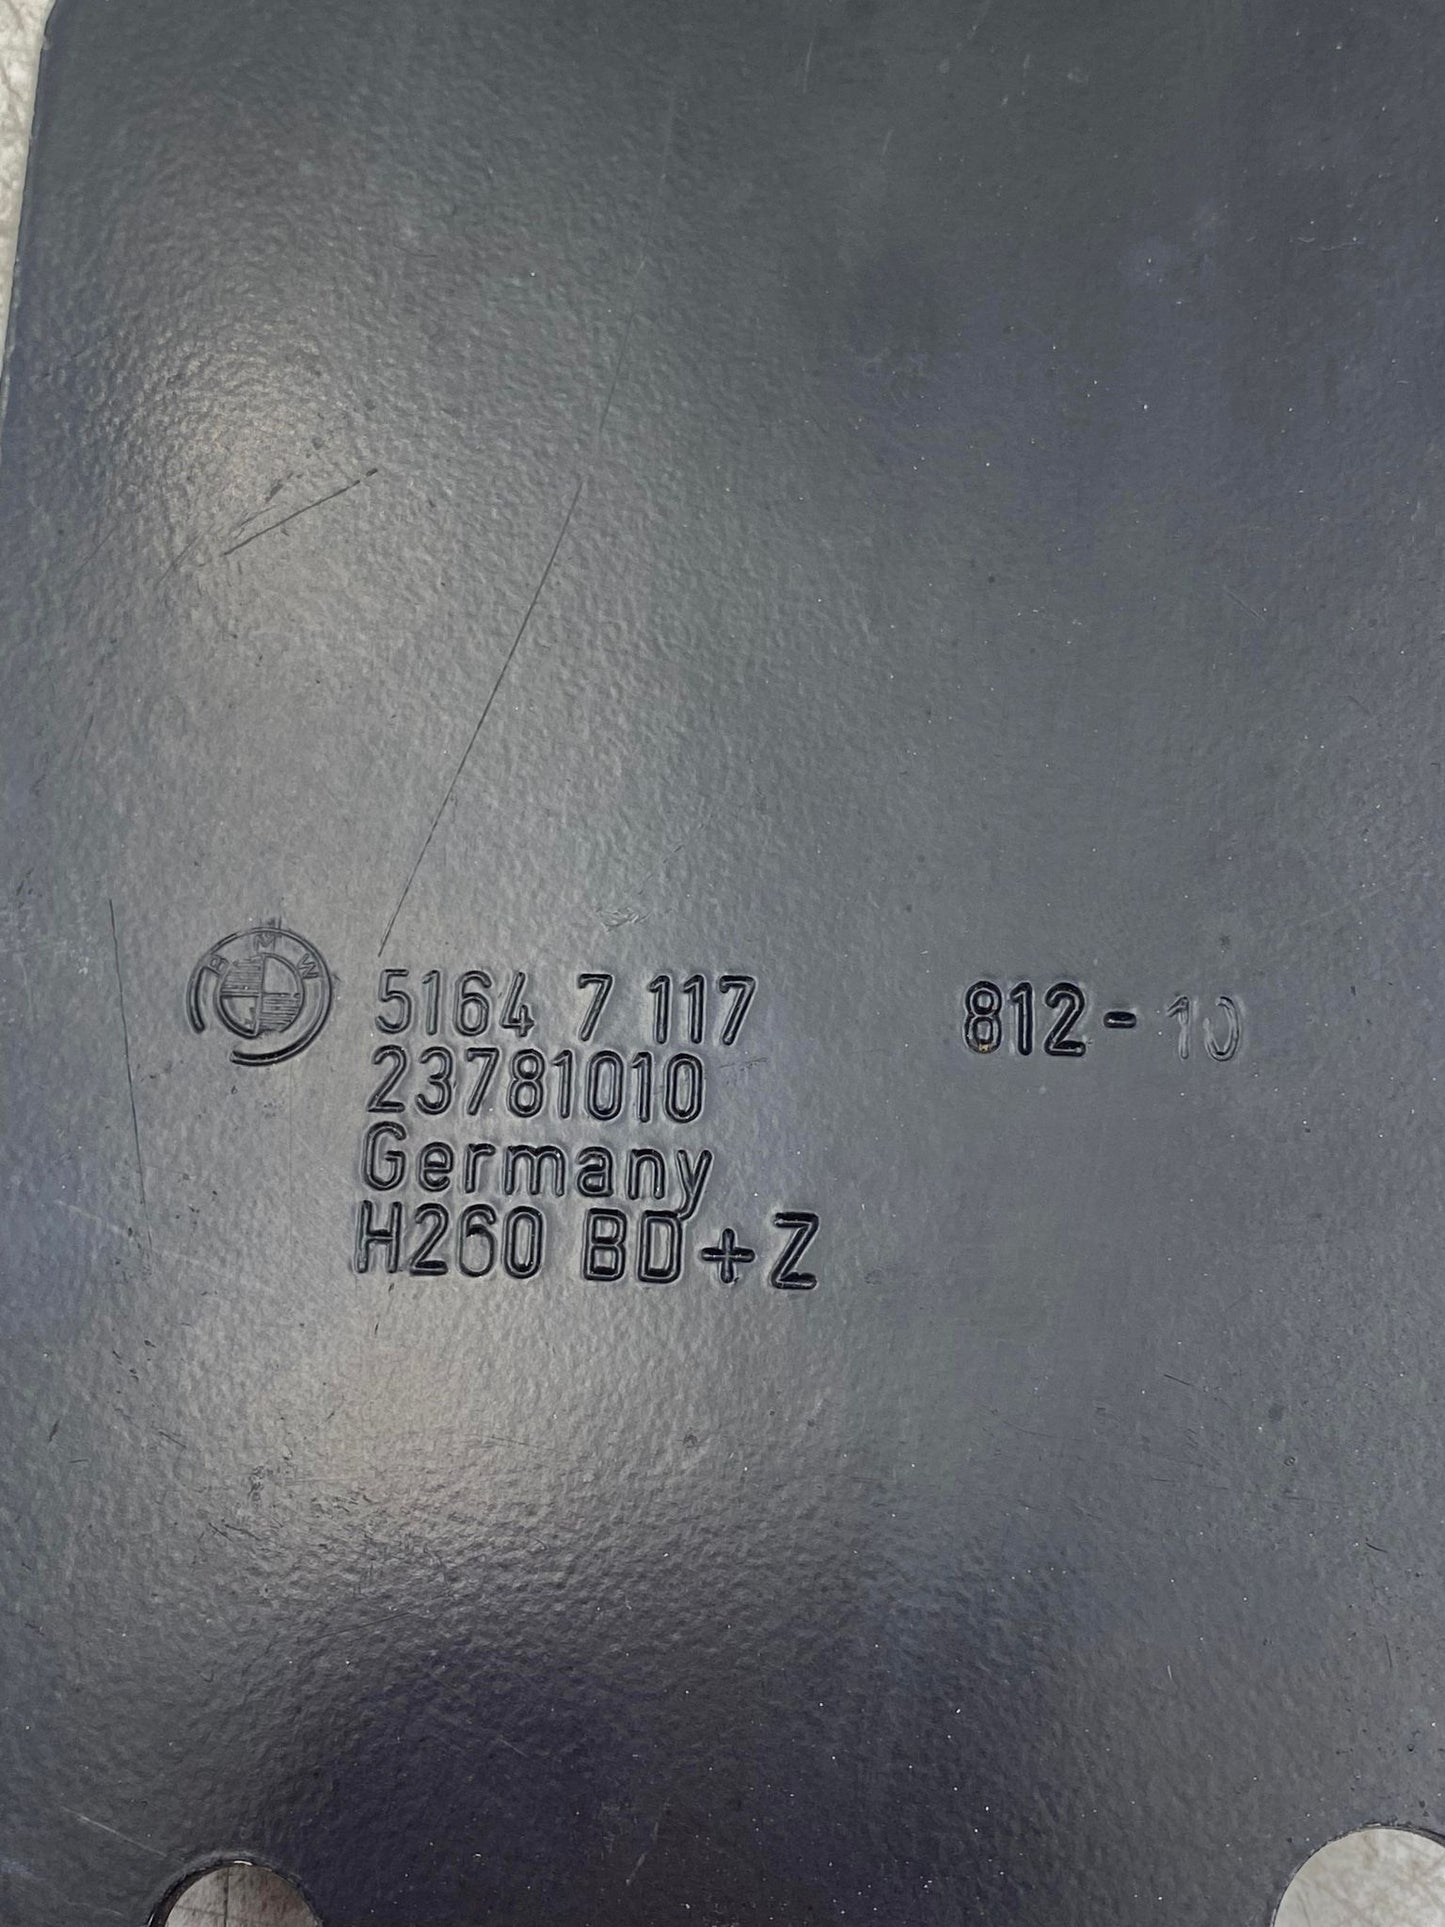 BMW
5164 7 117 812-10
23781010
Germany
H260 BD+Z